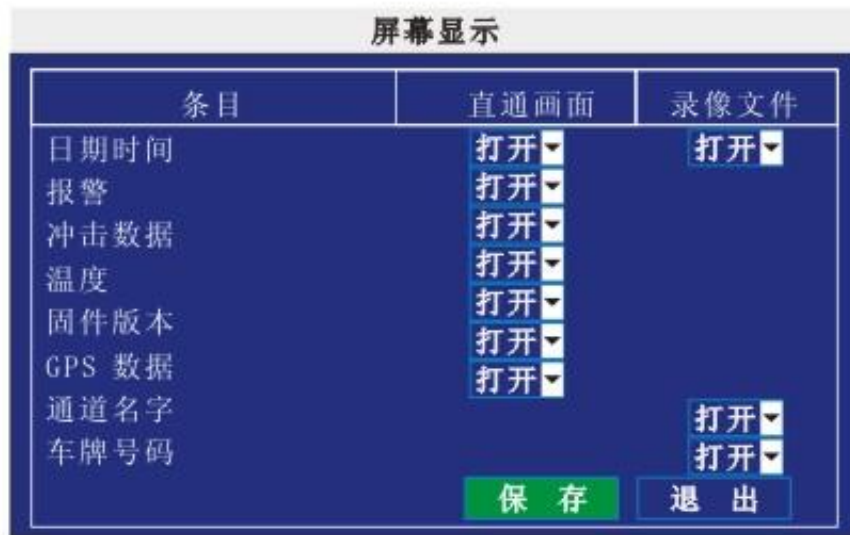 屏幕显示
条目 直通画面 录像文件
日期时间 打开 打开
报警 打开
冲击数据 打开
温度 打开
固件版本 打开
GPS 数据 打开
通道名字 打开 打开
车牌号码 打开
保 存 退 出